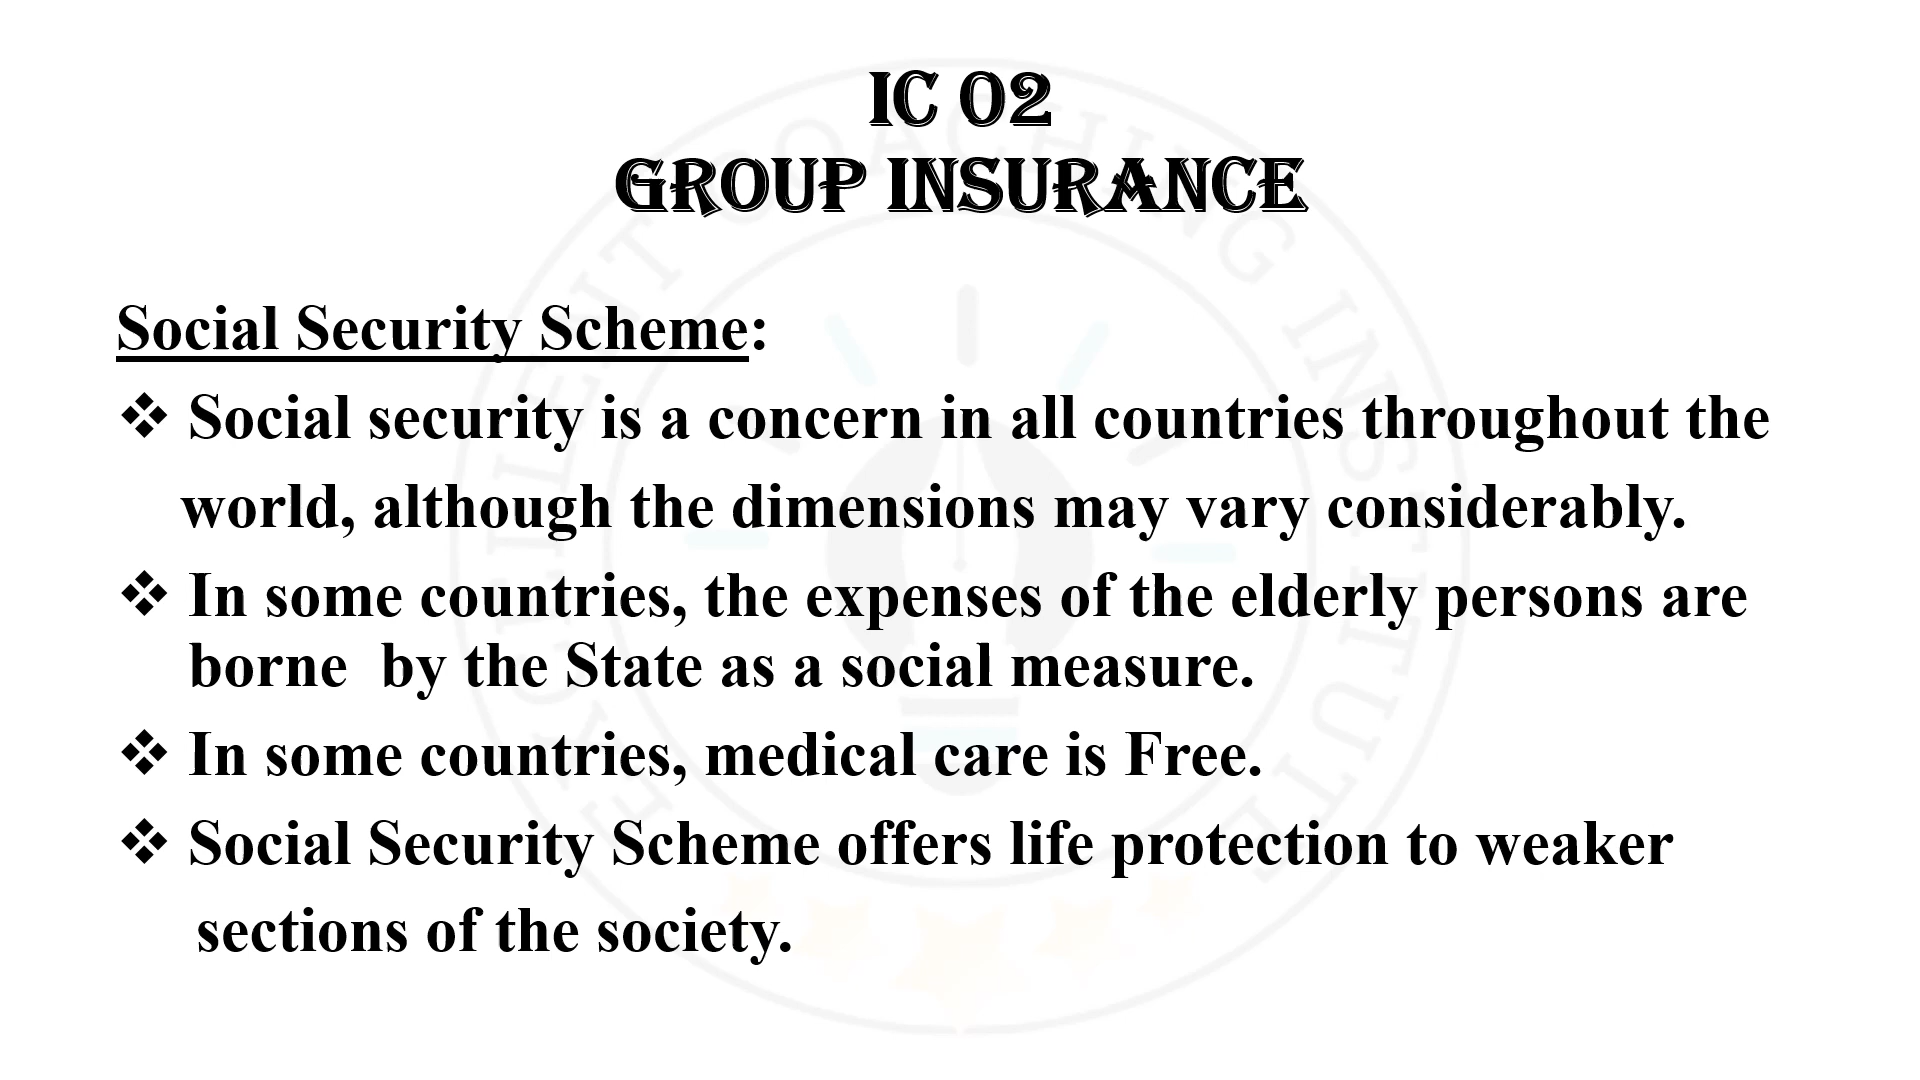 IC 02
GROUP INSURANCE
Social Security Scheme:
❖ Social security is a concern in all countries throughout the
world, although the dimensions may vary considerably.
❖ In some countries, the expenses of the elderly persons are
borne  by the State as a social measure.
❖ In some countries, medical care is Free.
❖ Social Security Scheme offers life protection to weaker
sections of the society.
EXCELLENT COACHING INSTITUTE